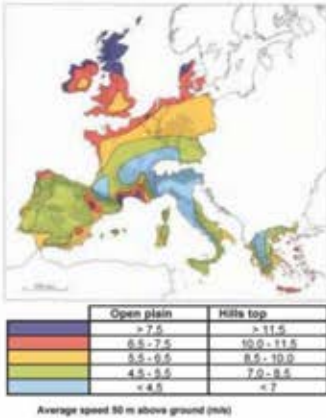 Open plain Hills top
> 7.5 > 11.5
6.5 - 7.5 10.0 - 11.5
5.5 - 6.5 8.5 - 10.0
4.5 - 5.5 7.0 - 8.5
< 4.5 < 7
Average speed 50 m above ground (m/s)